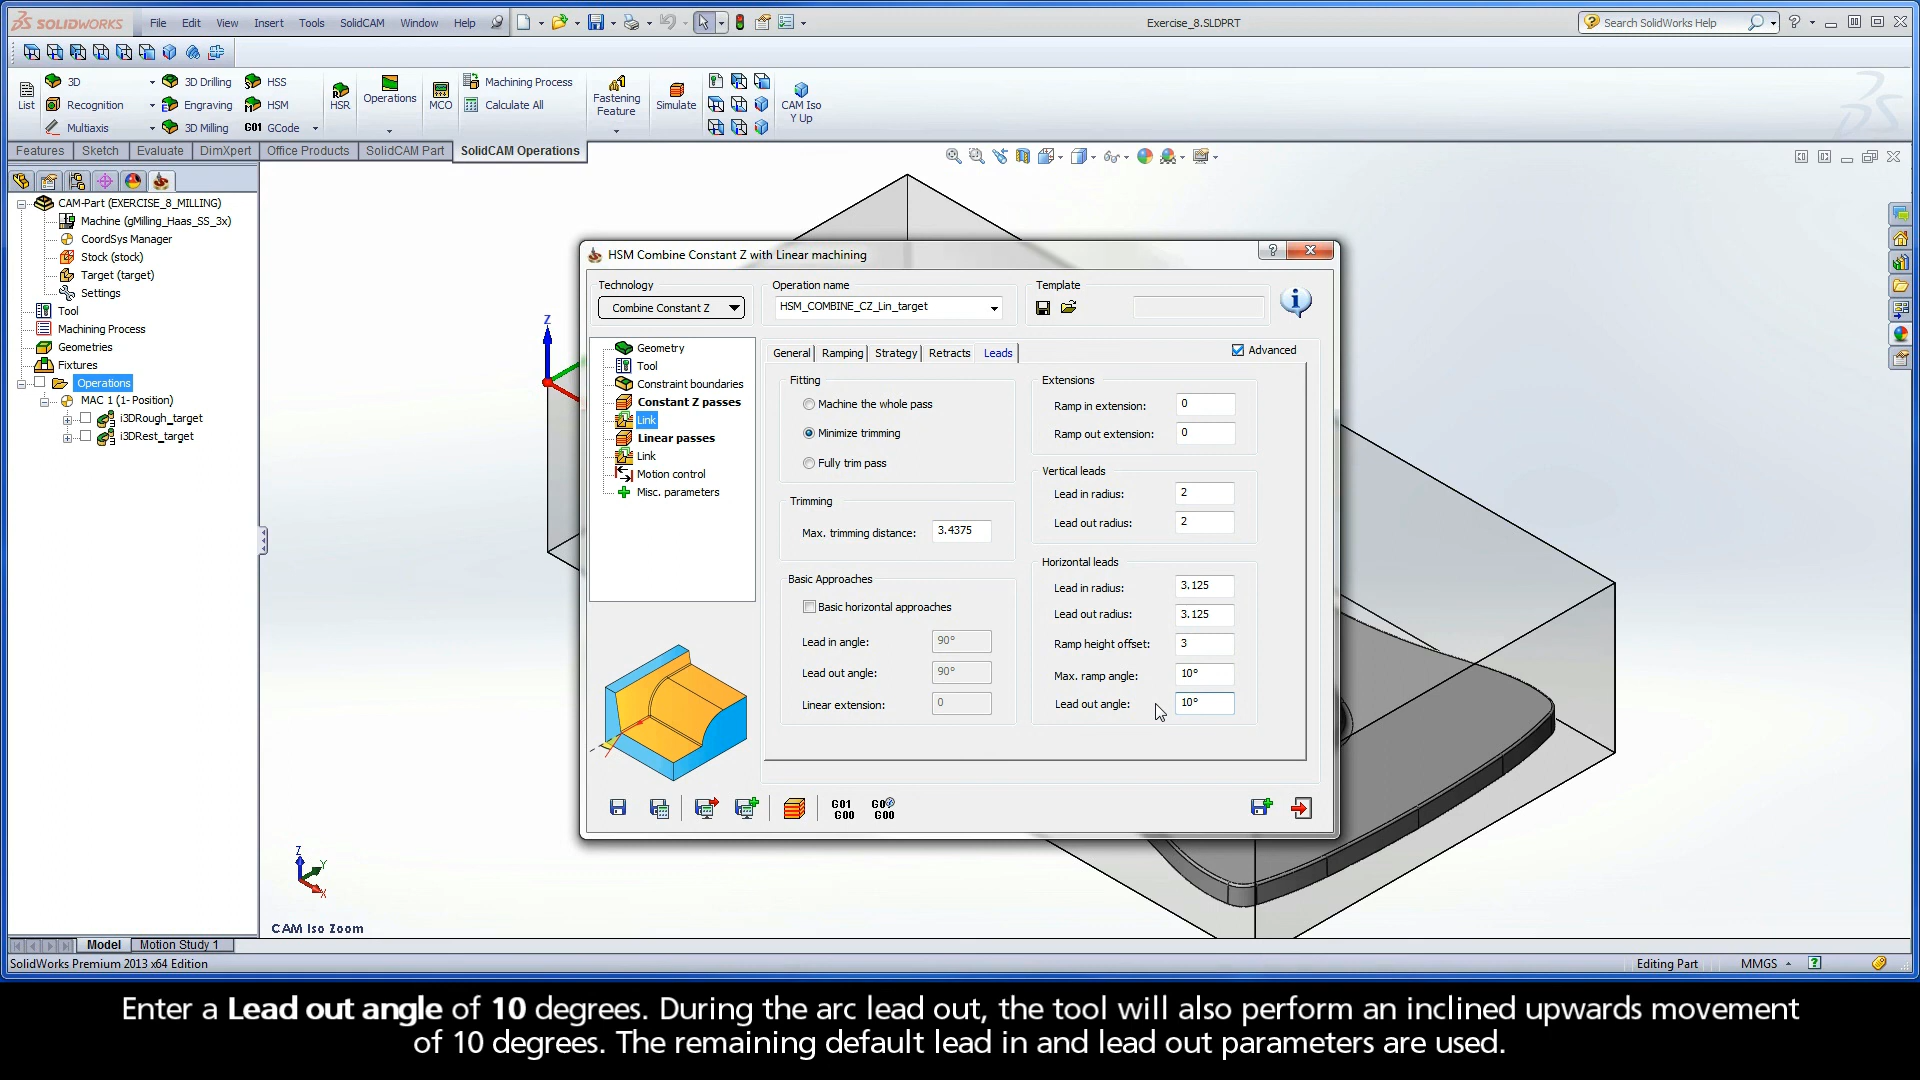 SOLIDWORKS File Edit View Insert Tools SolidCAM Window Help Exercise_8.SLDPRT Search SolidWorks Help
List 3D 3D Drilling HSS HSR Operations MCO Machining Process Fastening Feature Simulate CAM Iso Y Up
Recognition Engraving HSM Calculate All
Multiaxis 3D Milling G01 GCode
Features Sketch Evaluate DimXpert Office Products SolidCAM Part SolidCAM Operations
CAM-Part (EXERCISE_8_MILLING)
Machine (gMilling_Haas_SS_3x)
CoordSys Manager
Stock (stock)
Target (target)
Settings
Tool
Machining Process
Geometries
Fixtures
Operations
MAC 1 (1- Position)
i3DRough_target
i3DRest_target
Z
HSM Combine Constant Z with Linear machining
Technology Operation name Template
Combine Constant Z HSM_COMBINE_CZ_Lin_target
Geometry
Tool
Constraint boundaries
Constant Z passes
Link
Linear passes
Link
Motion control
Misc. parameters
General Ramping Strategy Retracts Leads Advanced
Fitting
Machine the whole pass
Minimize trimming
Fully trim pass
Trimming
Max. trimming distance: 3.4375
Basic Approaches
Basic horizontal approaches
Lead in angle: 90°
Lead out angle: 90°
Linear extension: 0
Extensions
Ramp in extension: 0
Ramp out extension: 0
Vertical leads
Lead in radius: 2
Lead out radius: 2
Horizontal leads
Lead in radius: 3.125
Lead out radius: 3.125
Ramp height offset: 3
Max. ramp angle: 10°
Lead out angle: 10°
G01 G00
G00
Z Y X
CAM Iso Zoom
Model Motion Study 1
SolidWorks Premium 2013 x64 Edition Editing Part MMGS
Enter a Lead out angle of 10 degrees. During the arc lead out, the tool will also perform an inclined upwards movement
of 10 degrees. The remaining default lead in and lead out parameters are used.